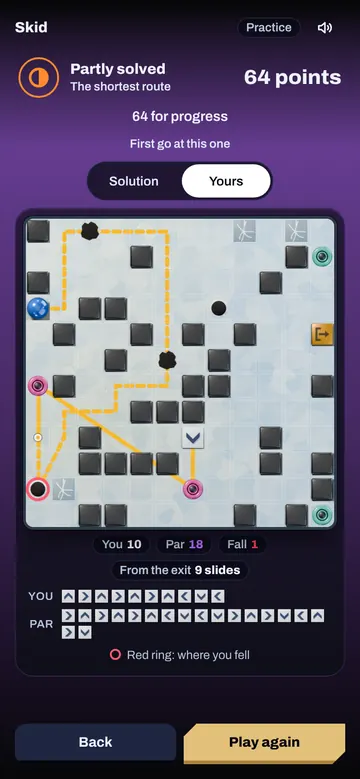 Skid
Practice
Partly solved
The shortest route
64 points
64 for progress
First go at this one
Solution
Yours
You 10
Par 18
Fall 1
From the exit 9 slides
YOU
PAR
Red ring: where you fell
Back
Play again